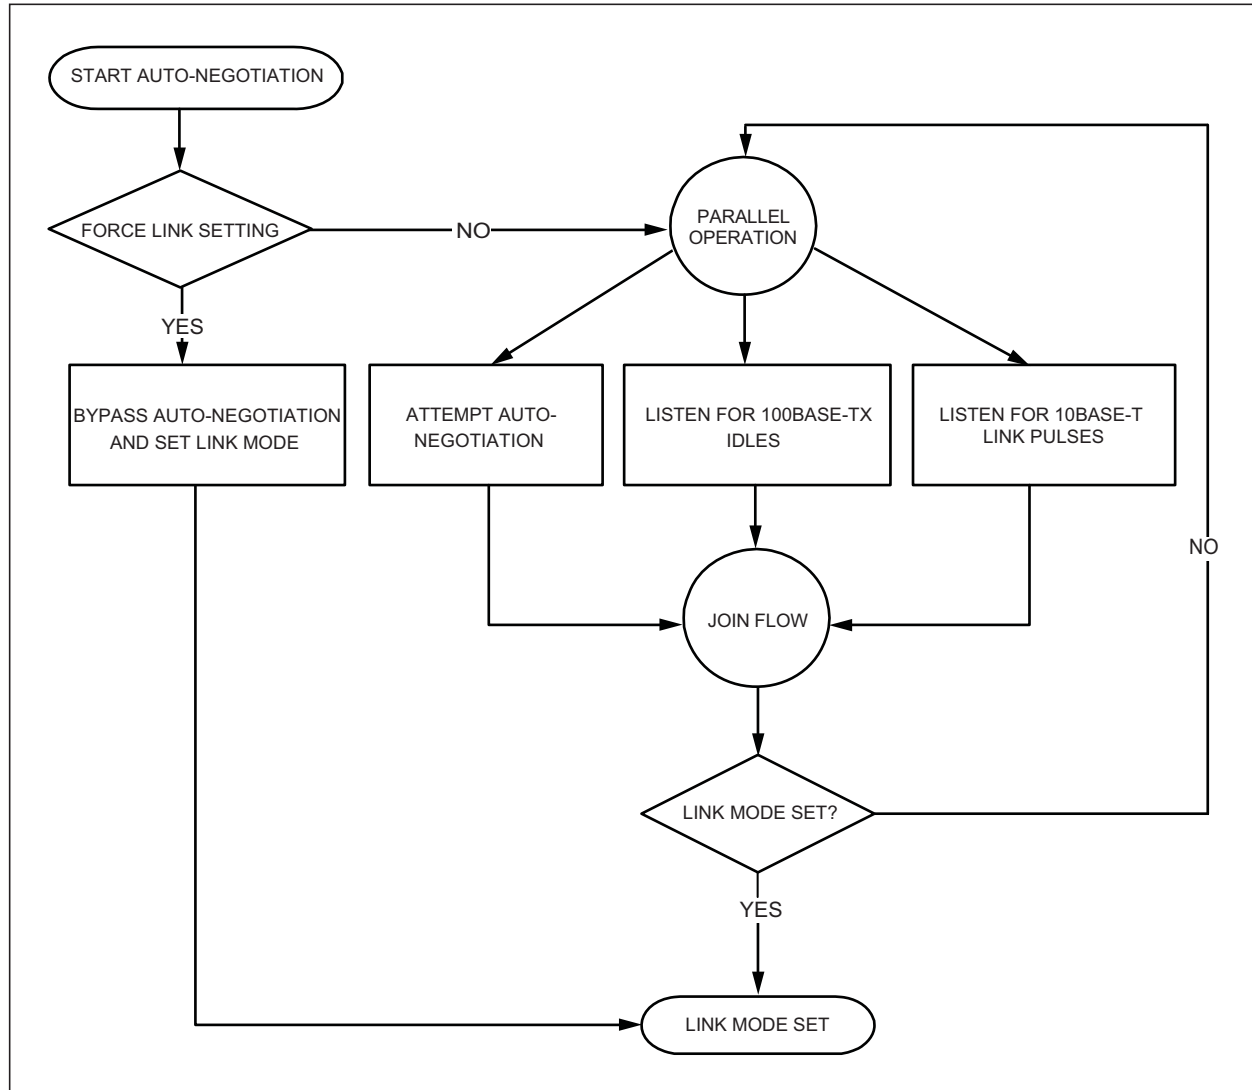 START AUTO-NEGOTIATION
FORCE LINK SETTING
NO
PARALLEL
OPERATION
YES
BYPASS AUTO-NEGOTIATION
AND SET LINK MODE
ATTEMPT AUTO-
NEGOTIATION
LISTEN FOR 100BASE-TX
IDLES
LISTEN FOR 10BASE-T
LINK PULSES
NO
JOIN FLOW
LINK MODE SET?
YES
LINK MODE SET